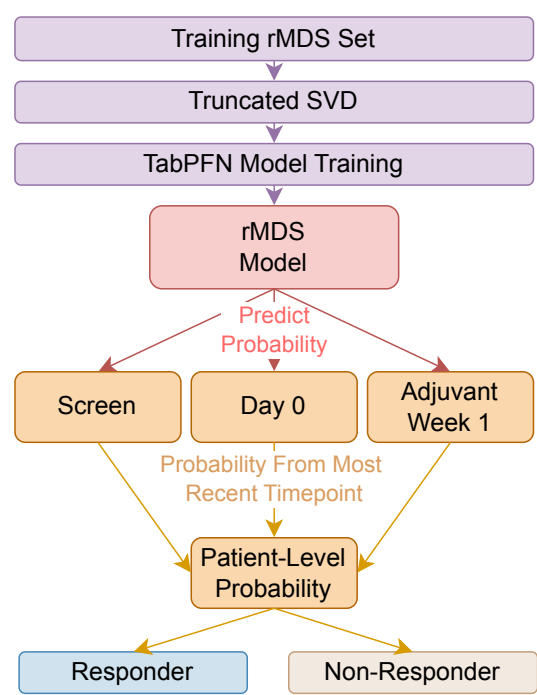 Training rMDS Set
Truncated SVD
TabPFN Model Training
rMDS
Model
Predict
Probability
Screen
Day 0
Adjuvant
Week 1
Probability From Most
Recent Timepoint
Patient-Level
Probability
Responder
Non-Responder